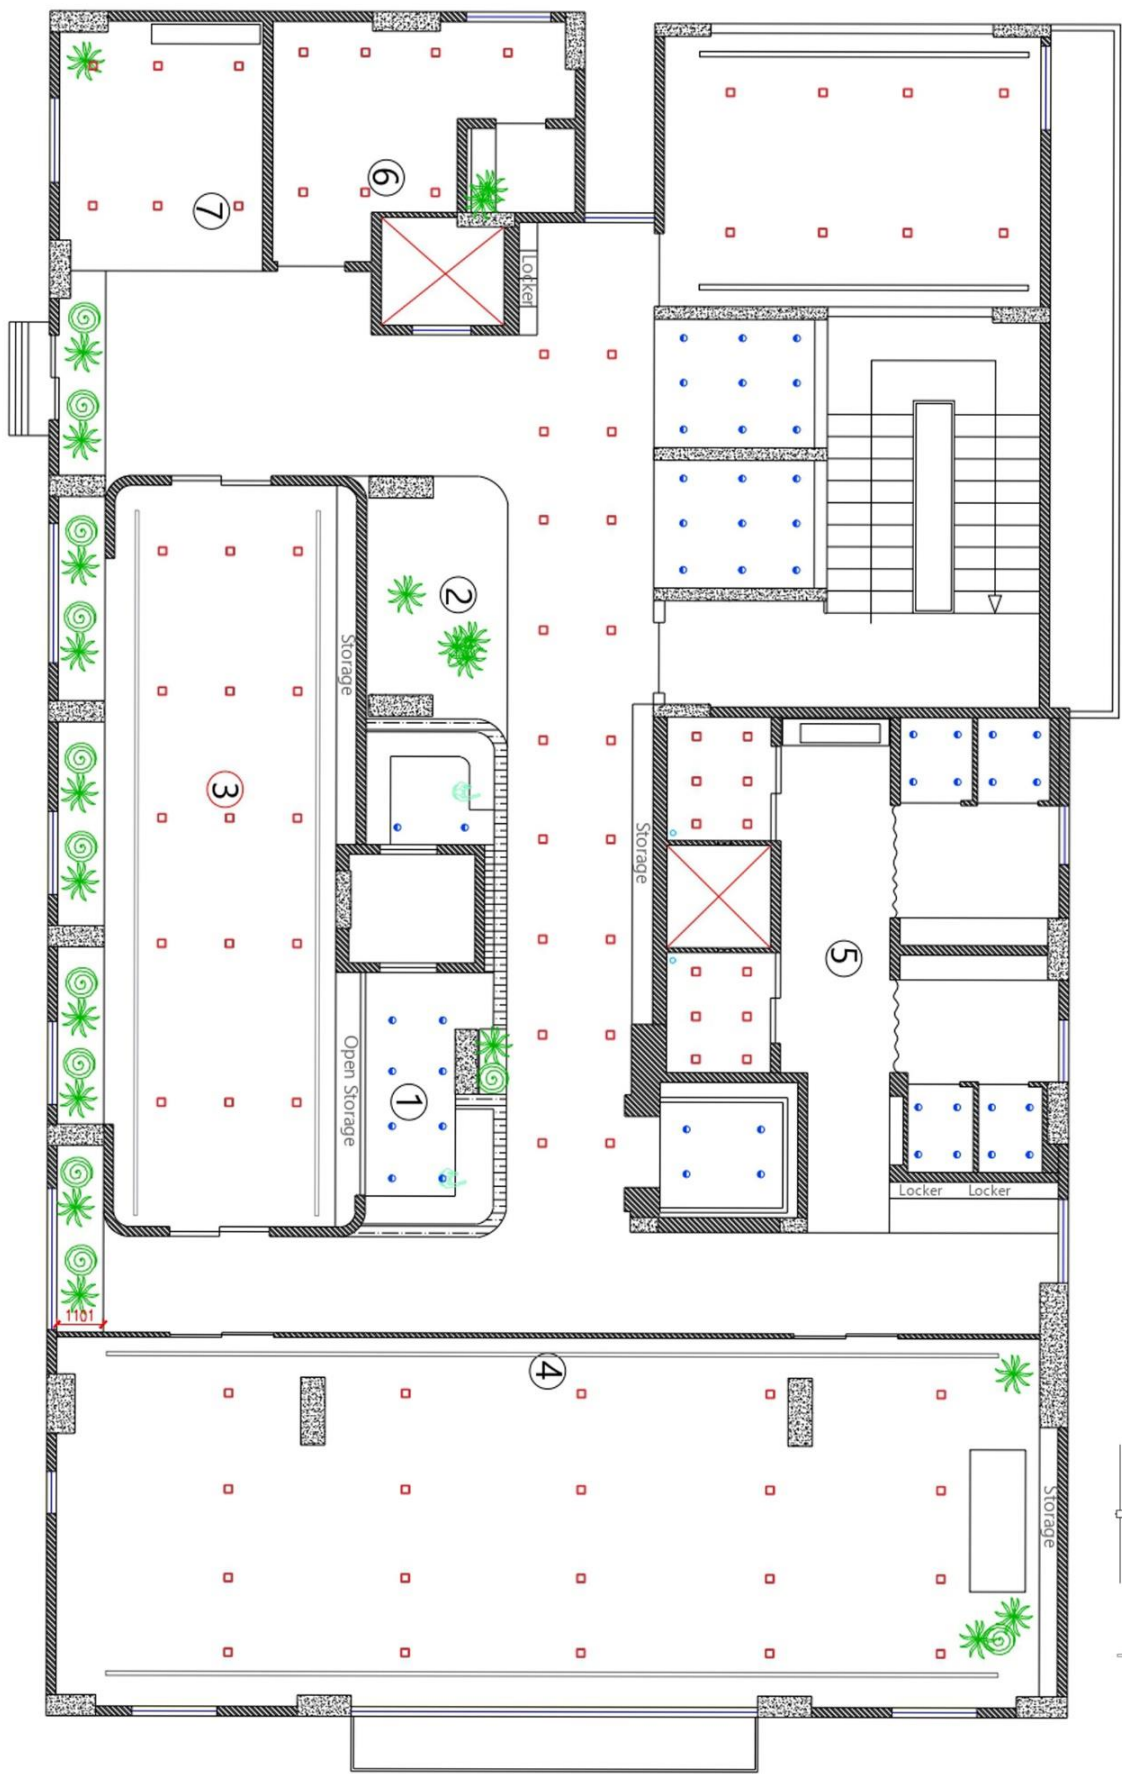 ⑦
⑥
Locker
②
Storage
③
Storage
⑤
Open Storage
①
Locker
Locker
1101
④
Storage